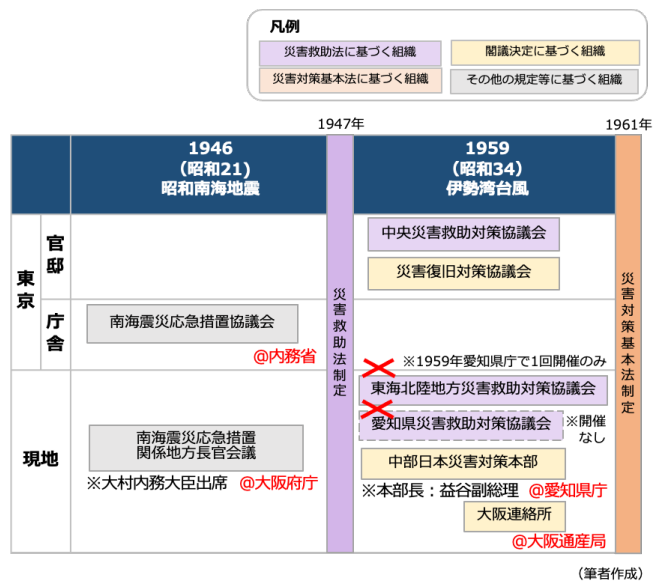 凡例
災害救助法に基づく組織
閣議決定に基づく組織
災害対策基本法に基づく組織
その他の規定等に基づく組織
1947年
1961年
1946
（昭和21)
昭和南海地震
1959
（昭和34）
伊勢湾台風
東京
官邸
中央災害救助対策協議会
災害復旧対策協議会
庁舎
南海震災応急措置協議会
@内務省
災害救助法制定
災害対策基本法制定
※1959年愛知県庁で1回開催のみ
現地
東海北陸地方災害救助対策協議会
愛知県災害救助対策協議会
※開催
なし
南海震災応急措置
関係地方長官会議
※大村内務大臣出席
@大阪府庁
中部日本災害対策本部
※本部長：益谷副総理
@愛知県庁
大阪連絡所
@大阪通産局
（筆者作成）